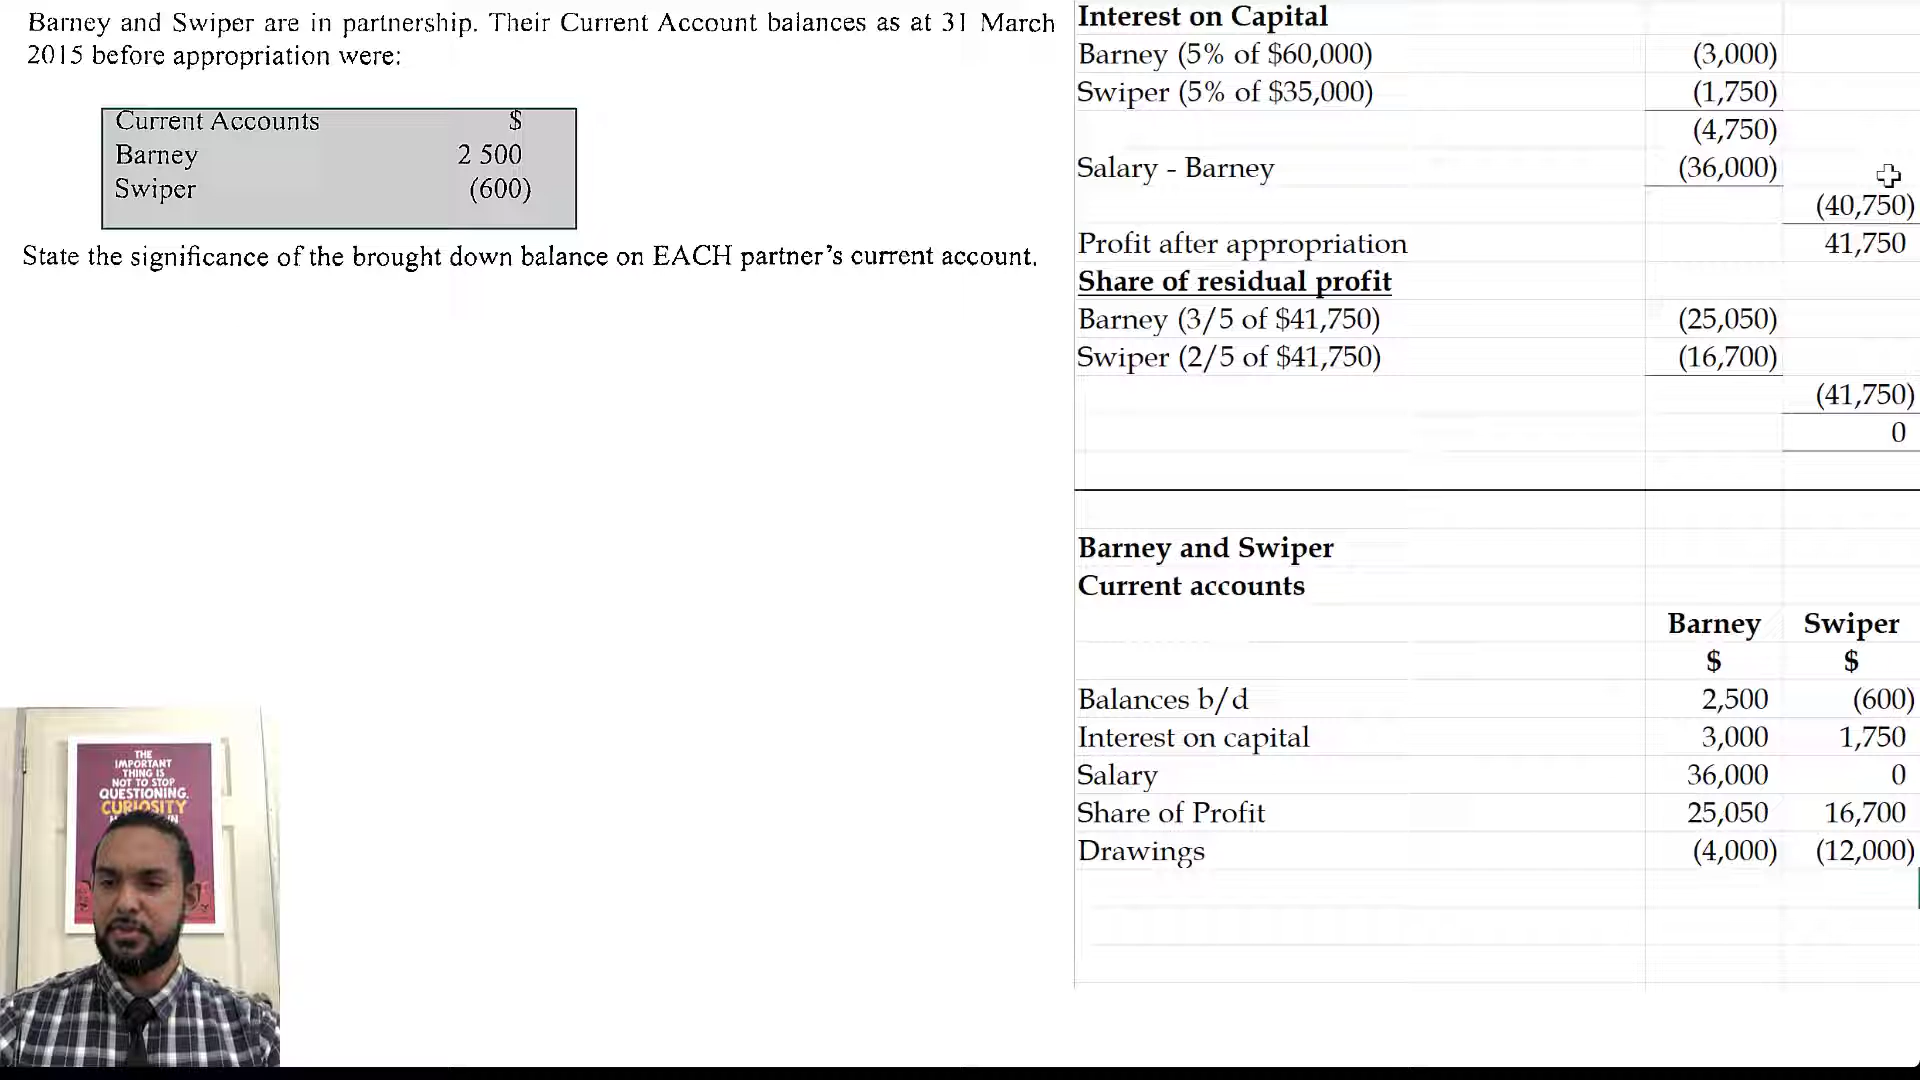 Barney and Swiper are in partnership. Their Current Account balances as at 31 March
2015 before appropriation were:
Current Accounts $
Barney 2 500
Swiper (600)
State the significance of the brought down balance on EACH partner's current account.
THE
IMPORTANT
THING IS
NOT TO STOP
QUESTIONING.
CURIOSITY
Interest on Capital
Barney (5% of $60,000) (3,000)
Swiper (5% of $35,000) (1,750)
(4,750)
Salary - Barney (36,000)
(40,750)
Profit after appropriation 41,750
Share of residual profit
Barney (3/5 of $41,750) (25,050)
Swiper (2/5 of $41,750) (16,700)
(41,750)
0
Barney and Swiper
Current accounts
Barney Swiper
$ $
Balances b/d 2,500 (600)
Interest on capital 3,000 1,750
Salary 36,000 0
Share of Profit 25,050 16,700
Drawings (4,000) (12,000)